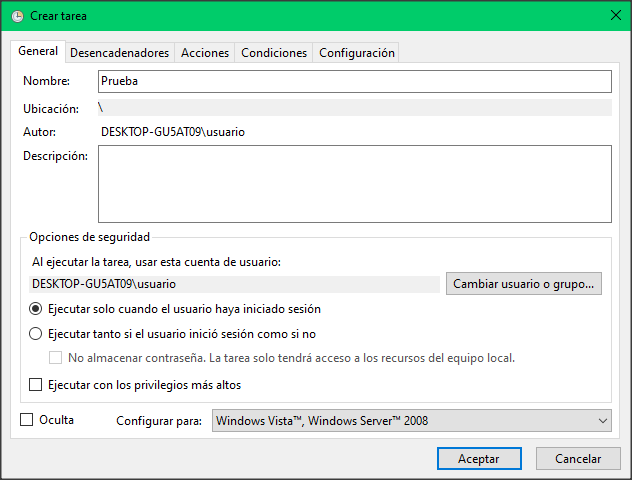 Crear tarea
General Desencadenadores Acciones Condiciones Configuración
Nombre: Prueba
Ubicación: \
Autor: DESKTOP-GU5AT09\usuario
Descripción:
Opciones de seguridad
Al ejecutar la tarea, usar esta cuenta de usuario:
DESKTOP-GU5AT09\usuario Cambiar usuario o grupo...
Ejecutar solo cuando el usuario haya iniciado sesión
Ejecutar tanto si el usuario inició sesión como si no
No almacenar contraseña. La tarea solo tendrá acceso a los recursos del equipo local.
Ejecutar con los privilegios más altos
Oculta Configurar para: Windows Vista™, Windows Server™ 2008
Aceptar Cancelar